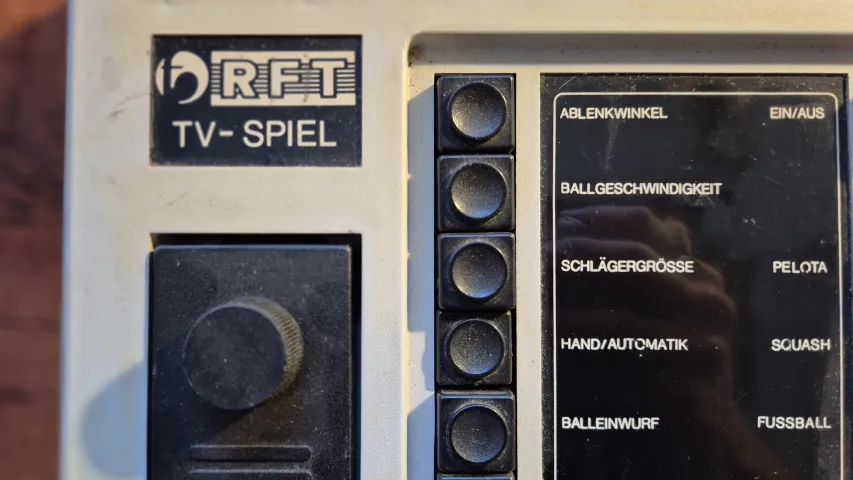 RFT
TV-SPIEL
ABLENKWINKEL EIN/AUS
BALLGESCHWINDIGKEIT
SCHLÄGERGRÖSSE PELOTA
HAND/AUTOMATIK SQUASH
BALLEINWURF FUSSBALL